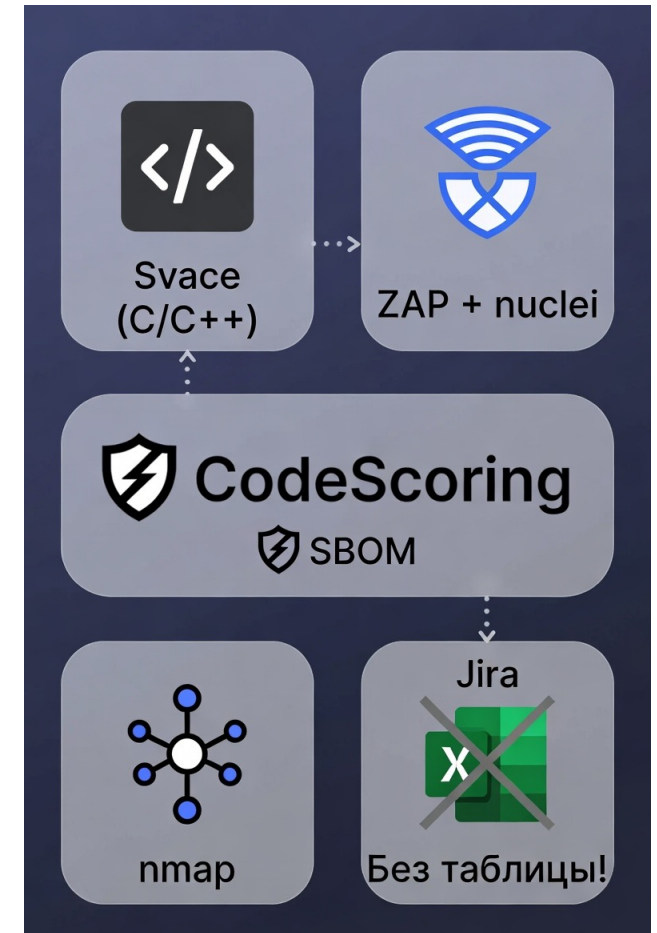 </>
Svace
(C/C++)
ZAP + nuclei
CodeScoring
SBOM
nmap
Jira
X
Без таблицы!